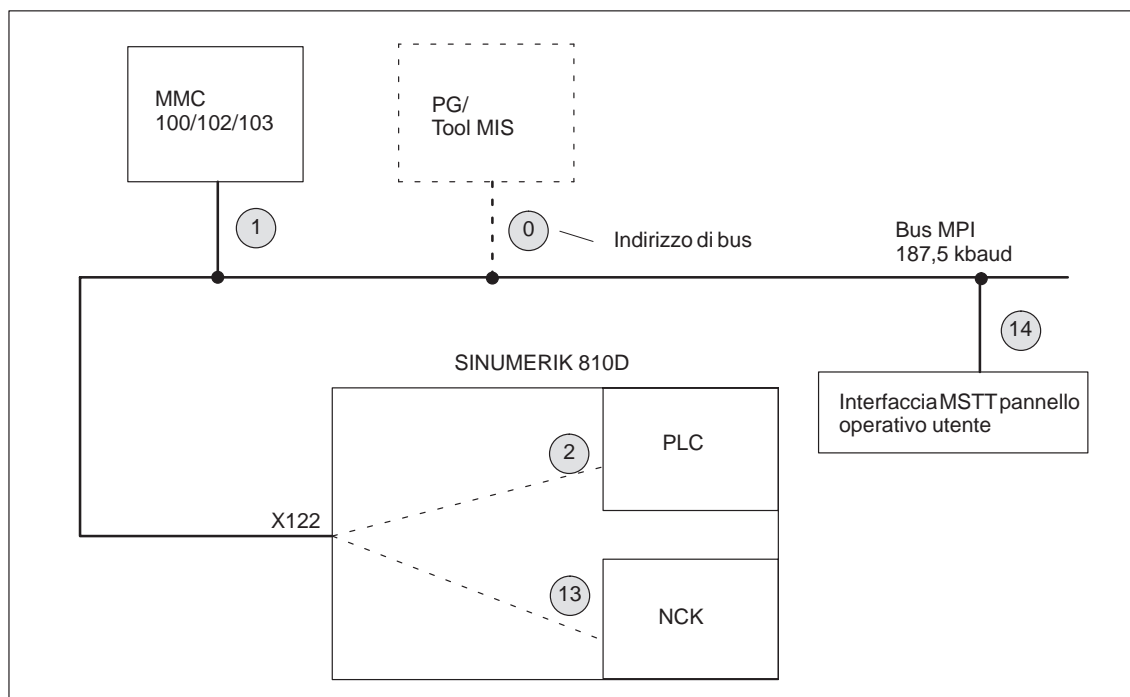 MMC
100/102/103
PG/
Tool MIS
1
0
Indirizzo di bus
Bus MPI
187,5 kbaud
14
SINUMERIK 810D
Interfaccia MSTT pannello
operativo utente
2
PLC
X122
13
NCK